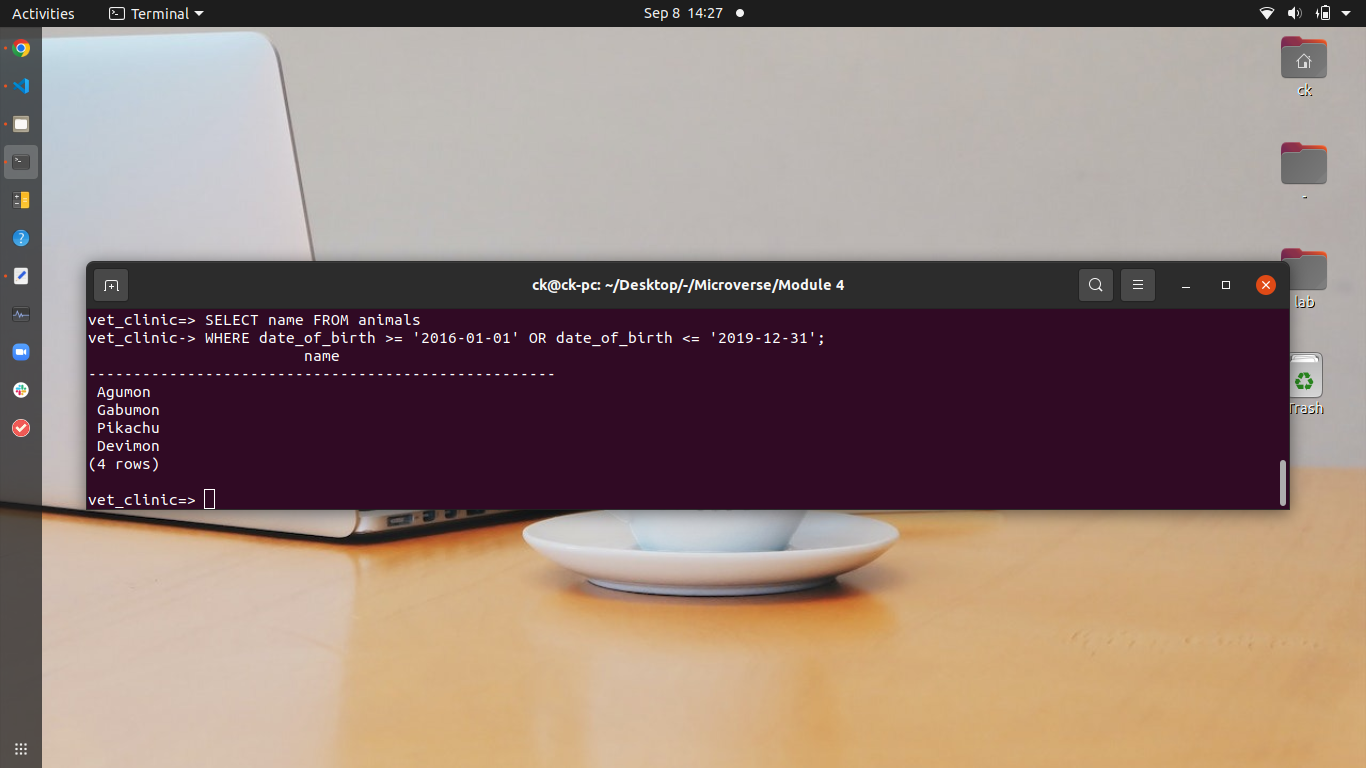 Activities
Terminal
Sep 8 14:27
ck
-
lab
Trash
ck@ck-pc: ~/Desktop/-/Microverse/Module 4
vet_clinic=> SELECT name FROM animals
vet_clinic-> WHERE date_of_birth >= '2016-01-01' OR date_of_birth <= '2019-12-31';
name
----------------------------------------------------
Agumon
Gabumon
Pikachu
Devimon
(4 rows)
vet_clinic=>